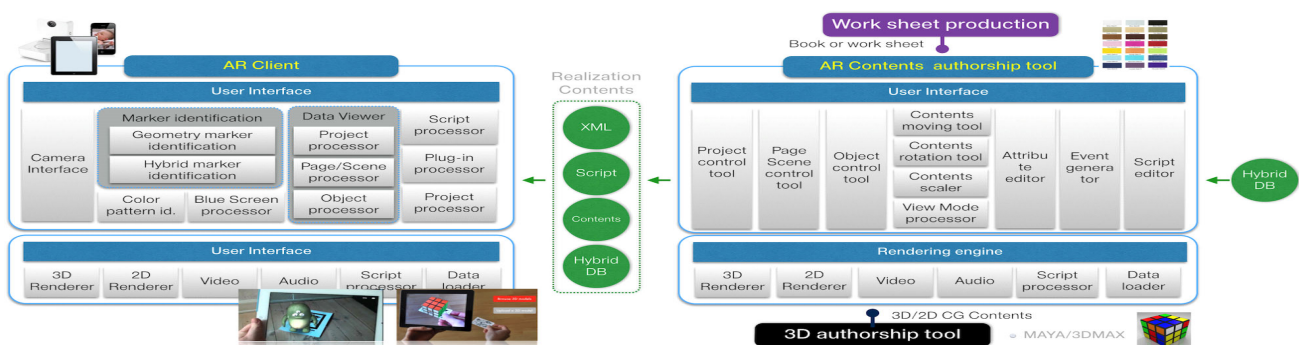 Work sheet production
Book or work sheet
AR Client
User Interface
Camera
Interface
Marker identification
Geometry marker
identification
Hybrid marker
identification
Color
pattern id.
Blue Screen
processor
Data Viewer
Project
processor
Page/Scene
processor
Object
processor
Script
processor
Plug-in
processor
Project
processor
User Interface
3D
Renderer
2D
Renderer
Video
Audio
Script
processor
Data
loader
Realization
Contents
XML
Script
Contents
Hybrid
DB
AR Contents authorship tool
User Interface
Project
control
tool
Page
Scene
control
tool
Object
control
tool
Contents
moving tool
Contents
rotation tool
Contents
scaler
View Mode
processor
Attribu
te
editor
Event
genera
tor
Script
editor
Hybrid
DB
Rendering engine
3D
Renderer
2D
Renderer
Video
Audio
Script
processor
Data
loader
3D/2D CG Contents
3D authorship tool
MAYA/3DMAX